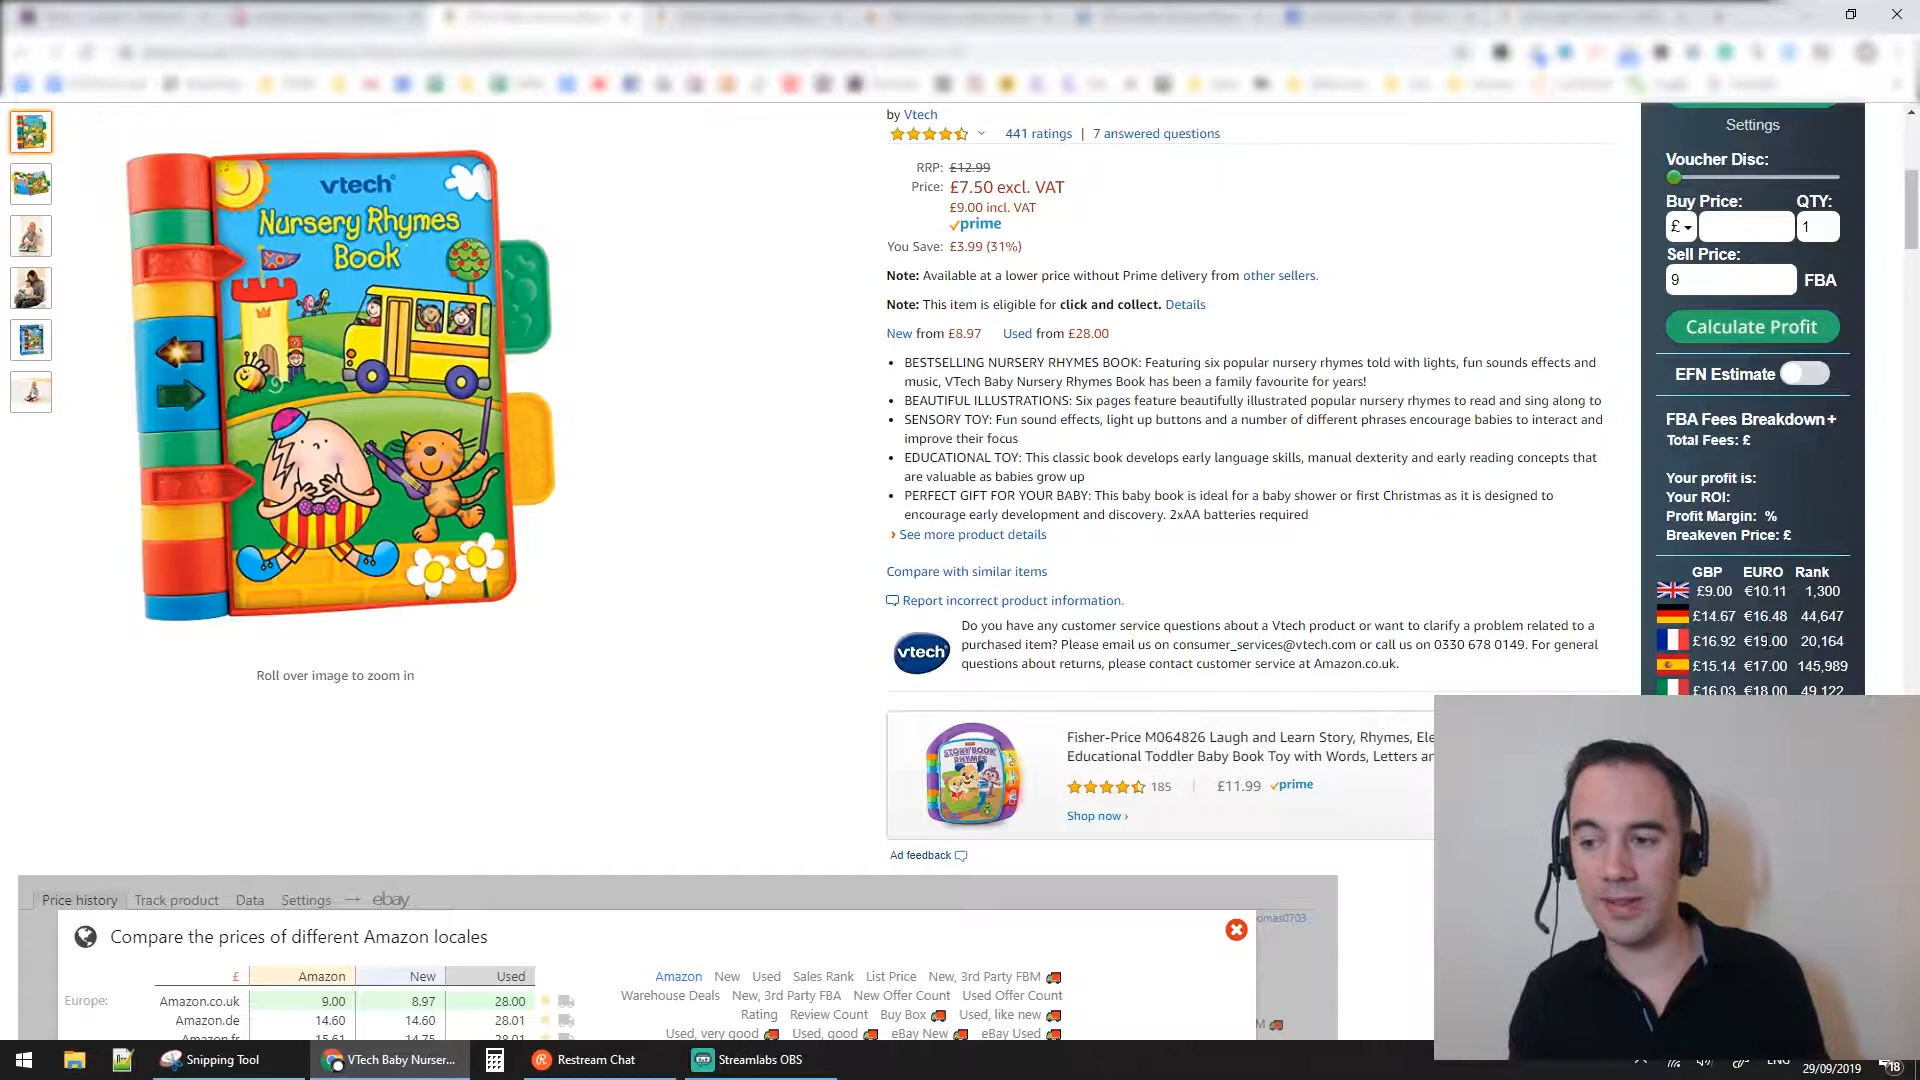 by Vtech
441 ratings | 7 answered questions
RRP: £12.99
Price: £7.50 excl. VAT
£9.00 incl. VAT
prime
You Save: £3.99 (31%)
Note: Available at a lower price without Prime delivery from other sellers.
Note: This item is eligible for click and collect. Details
New from £8.97 Used from £28.00
BESTSELLING NURSERY RHYMES BOOK: Featuring six popular nursery rhymes told with lights, fun sounds effects and
music, VTech Baby Nursery Rhymes Book has been a family favourite for years!
BEAUTIFUL ILLUSTRATIONS: Six pages feature beautifully illustrated popular nursery rhymes to read and sing along to
SENSORY TOY: Fun sound effects, light up buttons and a number of different phrases encourage babies to interact and
improve their focus
EDUCATIONAL TOY: This classic book develops early language skills, manual dexterity and early reading concepts that
are valuable as babies grow up
PERFECT GIFT FOR YOUR BABY: This baby book is ideal for a baby shower or first Christmas as it is designed to
encourage early development and discovery. 2xAA batteries required
› See more product details
Compare with similar items
Report incorrect product information.
vtech
Do you have any customer service questions about a Vtech product or want to clarify a problem related to a
purchased item? Please email us on consumer_services@vtech.com or call us on 0330 678 0149. For general
questions about returns, please contact customer service at Amazon.co.uk.
vtech
Nursery Rhymes
Book
Roll over image to zoom in
STORYBOOK
RHYMES
Fisher-Price M064826 Laugh and Learn Story, Rhymes, Ele
Educational Toddler Baby Book Toy with Words, Letters an
185 | £11.99 prime
Shop now ›
Ad feedback
Settings
Voucher Disc:
Buy Price: QTY:
£ 1
Sell Price:
9 FBA
Calculate Profit
EFN Estimate
FBA Fees Breakdown+
Total Fees: £
Your profit is:
Your ROI:
Profit Margin: %
Breakeven Price: £
GBP EURO Rank
£9.00 €10.11 1,300
£14.67 €16.48 44,647
£16.92 €19.00 20,164
£15.14 €17.00 145,989
£16.03 €18.00 49,122
Price history Track product Data Settings → ebay
omas0703
Compare the prices of different Amazon locales
£ Amazon New Used
Europe: Amazon.co.uk 9.00 8.97 28.00
Amazon.de 14.60 14.60 28.01
Amazon.fr 15.61 14.75 28.01
Amazon New Used Sales Rank List Price New, 3rd Party FBM
Warehouse Deals New, 3rd Party FBA New Offer Count Used Offer Count
Rating Review Count Buy Box Used, like new
Used, very good Used, good eBay New eBay Used
M
Snipping Tool
VTech Baby Nurser...
Restream Chat
Streamlabs OBS
ENG
29/09/2019
18